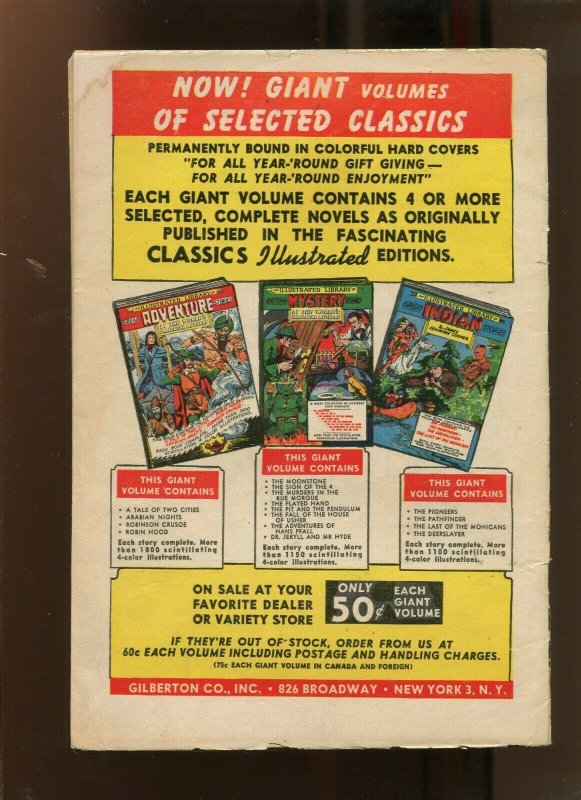 NOW! GIANT VOLUMES
OF SELECTED CLASSICS
PERMANENTLY BOUND IN COLORFUL HARD COVERS
"FOR ALL YEAR-'ROUND GIFT GIVING—
FOR ALL YEAR-'ROUND ENJOYMENT"
EACH GIANT VOLUME CONTAINS 4 OR MORE
SELECTED, COMPLETE NOVELS AS ORIGINALLY
PUBLISHED IN THE FASCINATING
CLASSICS Illustrated EDITIONS.
ILLUSTRATED LIBRARY
GREAT ADVENTURE STORIES
ILLUSTRATED LIBRARY
MYSTERY
ILLUSTRATED LIBRARY
INDIAN
THIS GIANT
VOLUME CONTAINS
• A TALE OF TWO CITIES
• ARABIAN NIGHTS
• ROBINSON CRUSOE
• ROBIN HOOD
Each story complete. More
than 1800 scintillating
4-color illustrations.
THIS GIANT
VOLUME CONTAINS
• THE MOONSTONE
• THE SIGN OF THE 4
• THE MURDERS IN THE
RUE MORGUE
• THE FLAYED HAND
• THE PIT AND THE PENDULUM
• THE FALL OF THE HOUSE
OF USHER
• THE ADVENTURES OF
HANS PFALL
• DR. JEKYLL AND MR HYDE
Each story complete. More
than 1150 scintillating
4-color illustrations.
THIS GIANT
VOLUME CONTAINS
• THE PIONEERS
• THE PATHFINDER
• THE LAST OF THE MOHICANS
• THE DEERSLAYER
Each story complete. More
than 1100 scintillating
4-color illustrations.
ON SALE AT YOUR
FAVORITE DEALER
OR VARIETY STORE
ONLY
50¢
EACH
GIANT
VOLUME
IF THEY'RE OUT OF STOCK, ORDER FROM US AT
60c EACH VOLUME INCLUDING POSTAGE AND HANDLING CHARGES.
(75c EACH GIANT VOLUME IN CANADA AND FOREIGN)
GILBERTON CO., INC. • 826 BROADWAY • NEW YORK 3, N. Y.